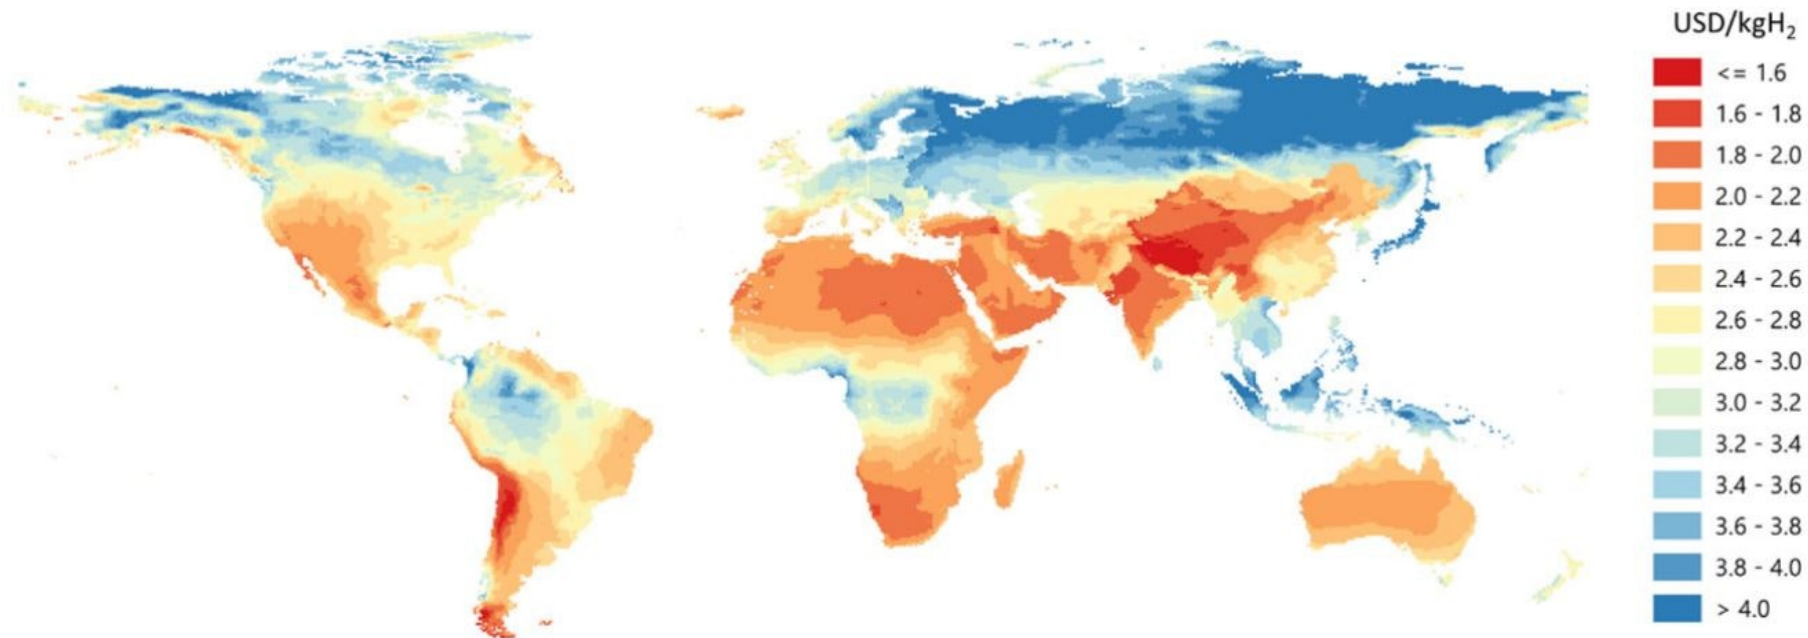 USD/kgH₂
<= 1.6
1.6 - 1.8
1.8 - 2.0
2.0 - 2.2
2.2 - 2.4
2.4 - 2.6
2.6 - 2.8
2.8 - 3.0
3.0 - 3.2
3.2 - 3.4
3.4 - 3.6
3.6 - 3.8
3.8 - 4.0
> 4.0